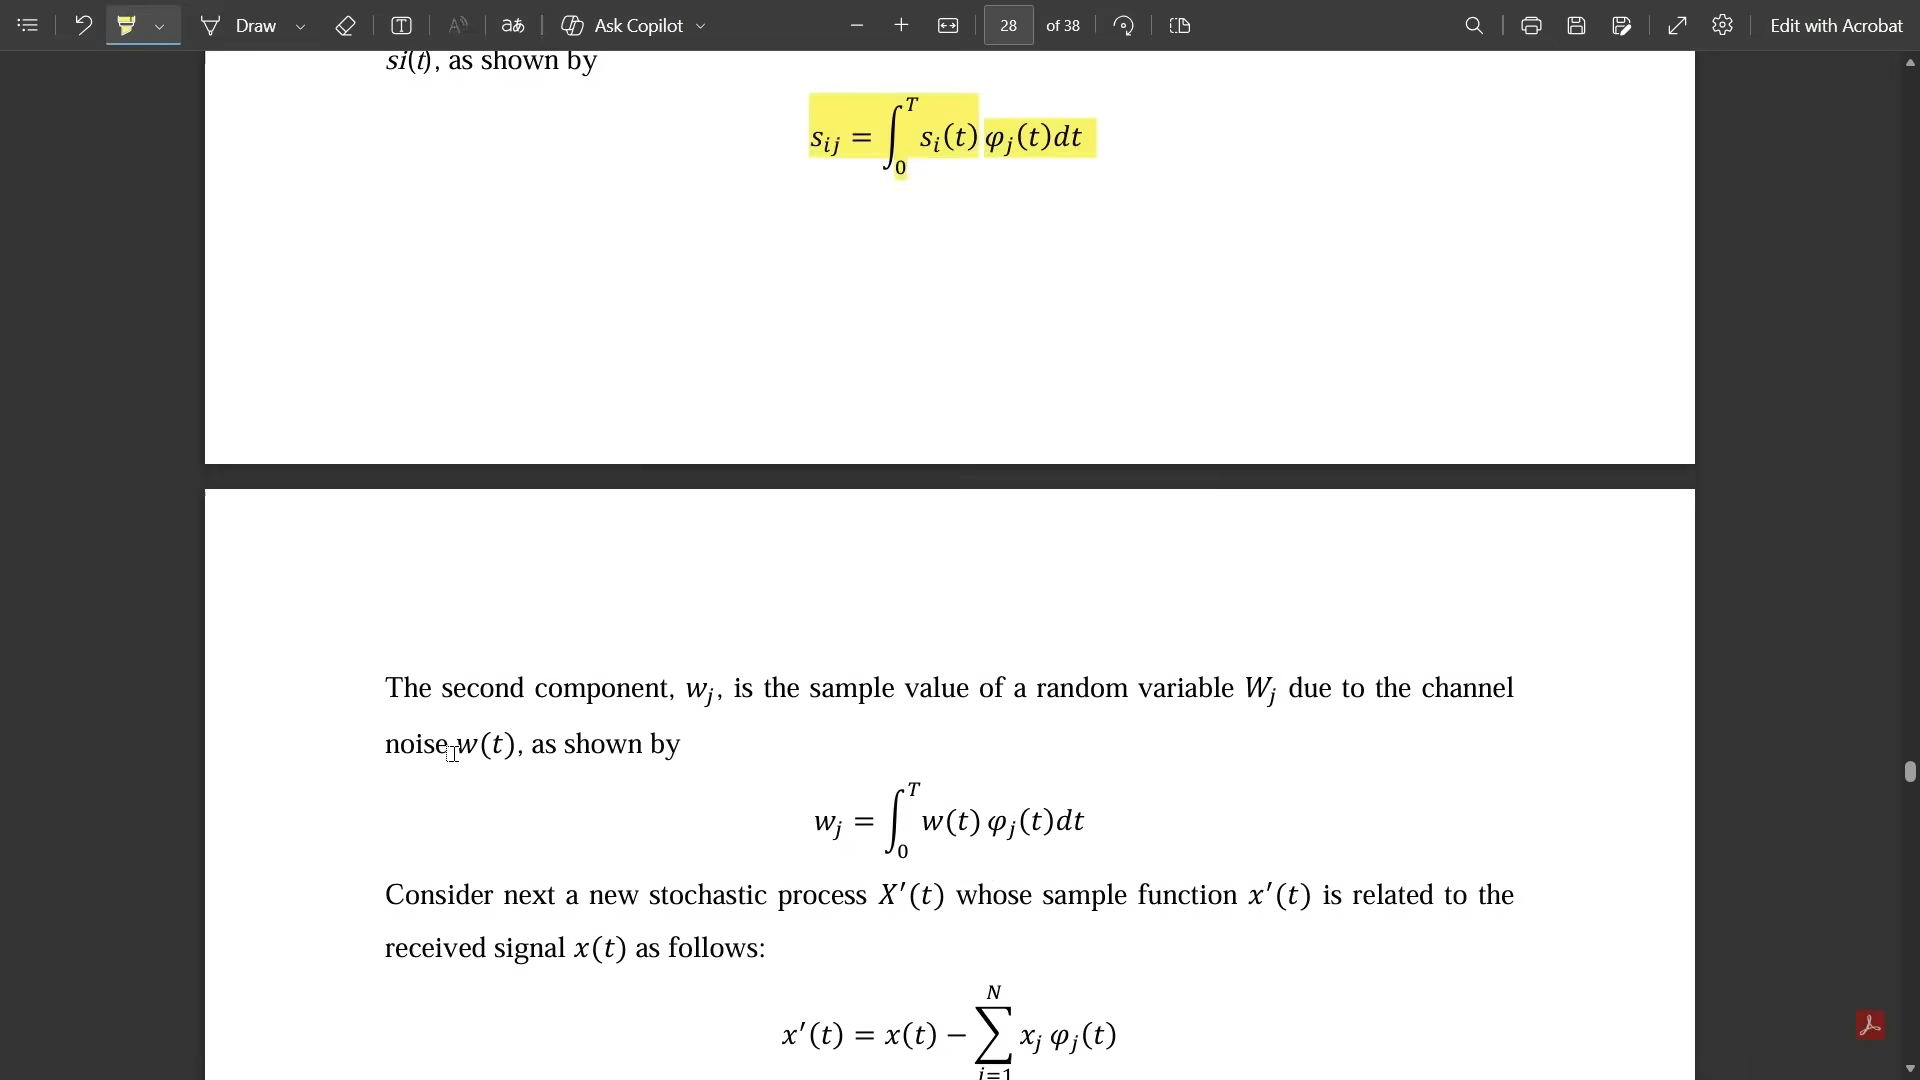 Draw
Ask Copilot
28 of 38
Edit with Acrobat
si(t), as shown by
s_{ij} = ∫_0^T s_i(t) φ_j(t)dt
The second component, w_j, is the sample value of a random variable W_j due to the channel
noise w(t), as shown by
w_j = ∫_0^T w(t) φ_j(t)dt
Consider next a new stochastic process X′(t) whose sample function x′(t) is related to the
received signal x(t) as follows:
x′(t) = x(t) − ∑_{j=1}^N x_j φ_j(t)